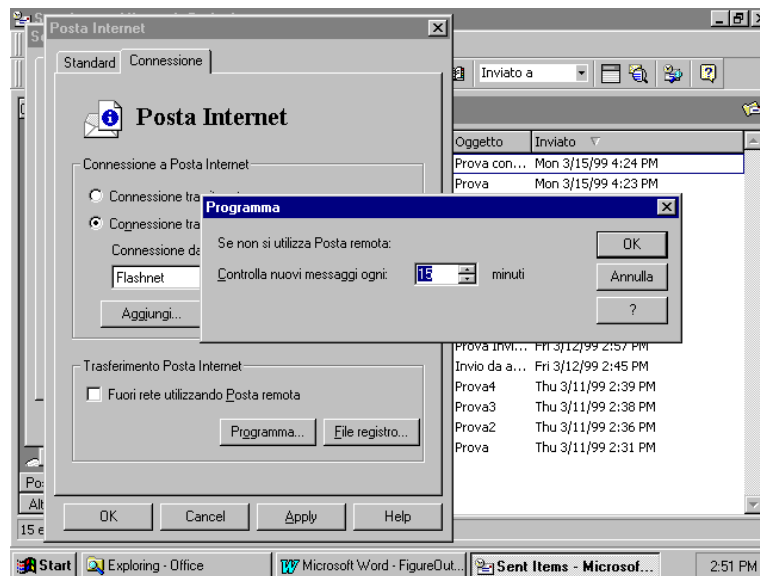 Posta Internet
Standard
Connessione
Posta Internet
Connessione a Posta Internet
Connessione
Connessione
Connessione
Flashnet
Aggiungi...
Trasferimento Posta Internet
Fuori rete utilizzando Posta remota
Programma...
File registro...
OK
Cancel
Apply
Help
Programma
Se non si utilizza Posta remota:
Controlla nuovi messaggi ogni:
15
minuti
OK
Annulla
?
Inviato a
Oggetto
Inviato
Prova con... Mon 3/15/99 4:24 PM
Prova Mon 3/15/99 4:23 PM
Prova Invi... Fri 3/12/99 2:57 PM
Invio da a... Fri 3/12/99 2:45 PM
Prova4 Thu 3/11/99 2:39 PM
Prova3 Thu 3/11/99 2:38 PM
Prova2 Thu 3/11/99 2:36 PM
Prova Thu 3/11/99 2:31 PM
Start
Exploring - Office
Microsoft Word - FigureOut...
Sent Items - Microsof...
2:51 PM